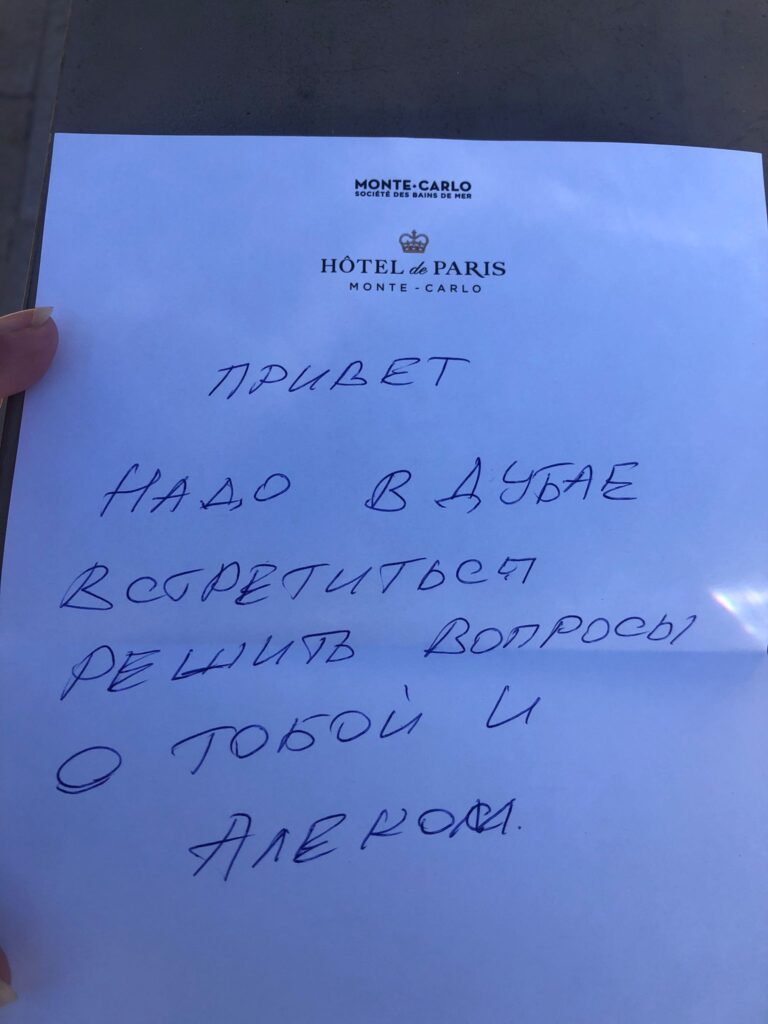 MONTE-CARLO
SOCIÉTÉ DES BAINS DE MER
HÔTEL de PARIS
MONTE - CARLO
ПРИВЕТ
НАДО В ДУБАЕ
ВСТРЕТИТЬСЯ
РЕШИТЬ ВОПРОСЫ
О ТОБОЙ И
АЛЕКОМ.